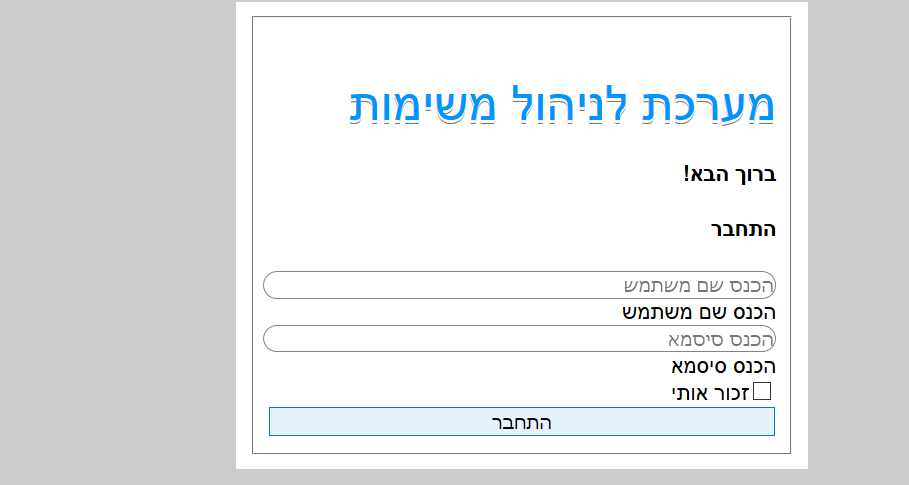 מערכת לניהול משימות
ברוך הבא!
התחבר
הכנס שם משתמש
הכנס שם משתמש
הכנס סיסמא
הכנס סיסמא
זכור אותי
התחבר